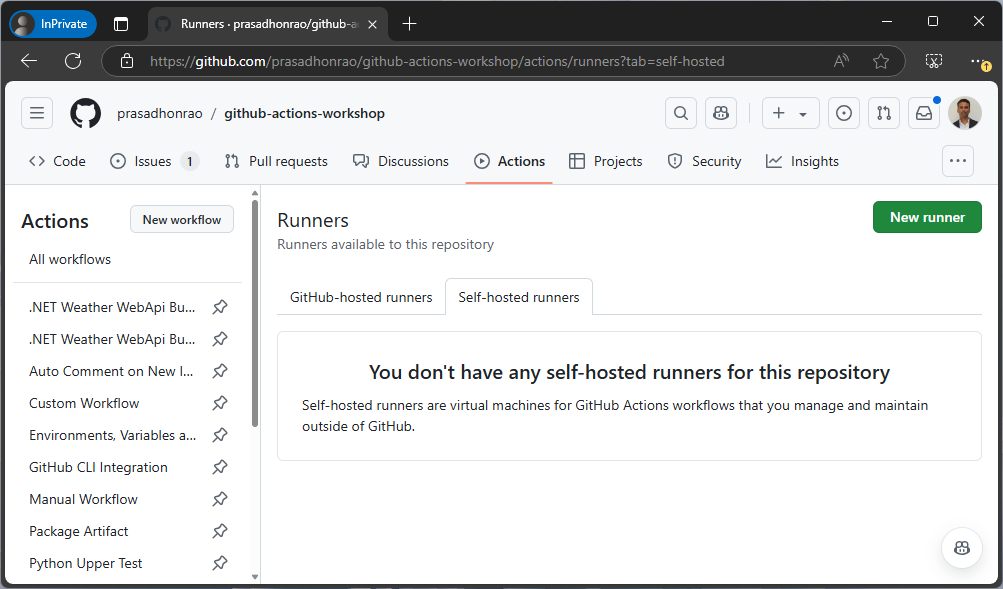 InPrivate
Runners · prasadhonrao/github-a
https://github.com/prasadhonrao/github-actions-workshop/actions/runners?tab=self-hosted
prasadhonrao / github-actions-workshop
Code
Issues 1
Pull requests
Discussions
Actions
Projects
Security
Insights
Actions
New workflow
All workflows
.NET Weather WebApi Bu...
.NET Weather WebApi Bu...
Auto Comment on New I...
Custom Workflow
Environments, Variables a...
GitHub CLI Integration
Manual Workflow
Package Artifact
Python Upper Test
Runners
Runners available to this repository
New runner
GitHub-hosted runners
Self-hosted runners
You don't have any self-hosted runners for this repository
Self-hosted runners are virtual machines for GitHub Actions workflows that you manage and maintain
outside of GitHub.